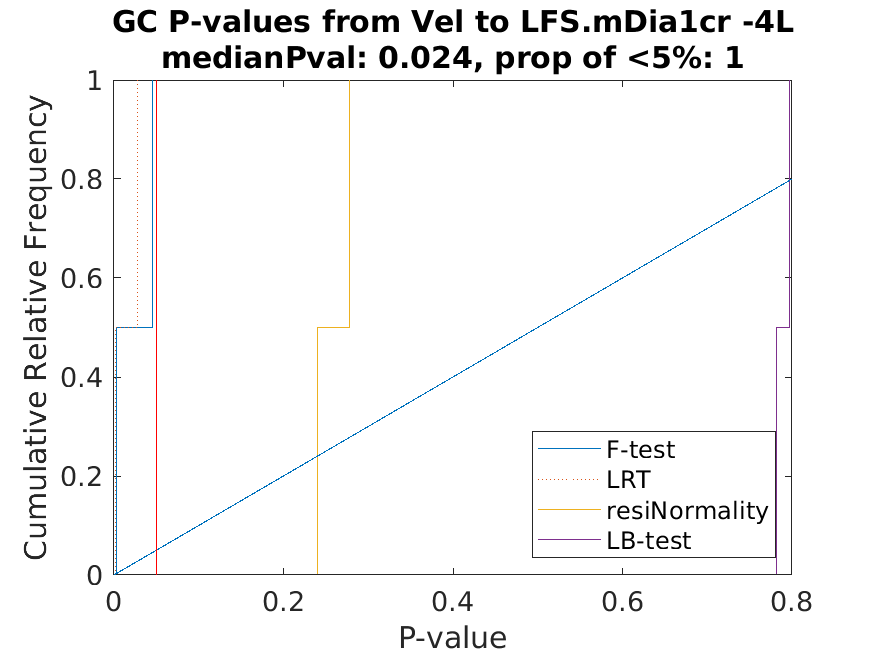 GC P-values from Vel to LFS.mDia1cr -4L
medianPval: 0.024, prop of <5%: 1
Cumulative Relative Frequency
1
0.8
0.6
0.4
0.2
0
F-test
LRT
resiNormality
LB-test
0
0.2
0.4
0.6
0.8
P-value